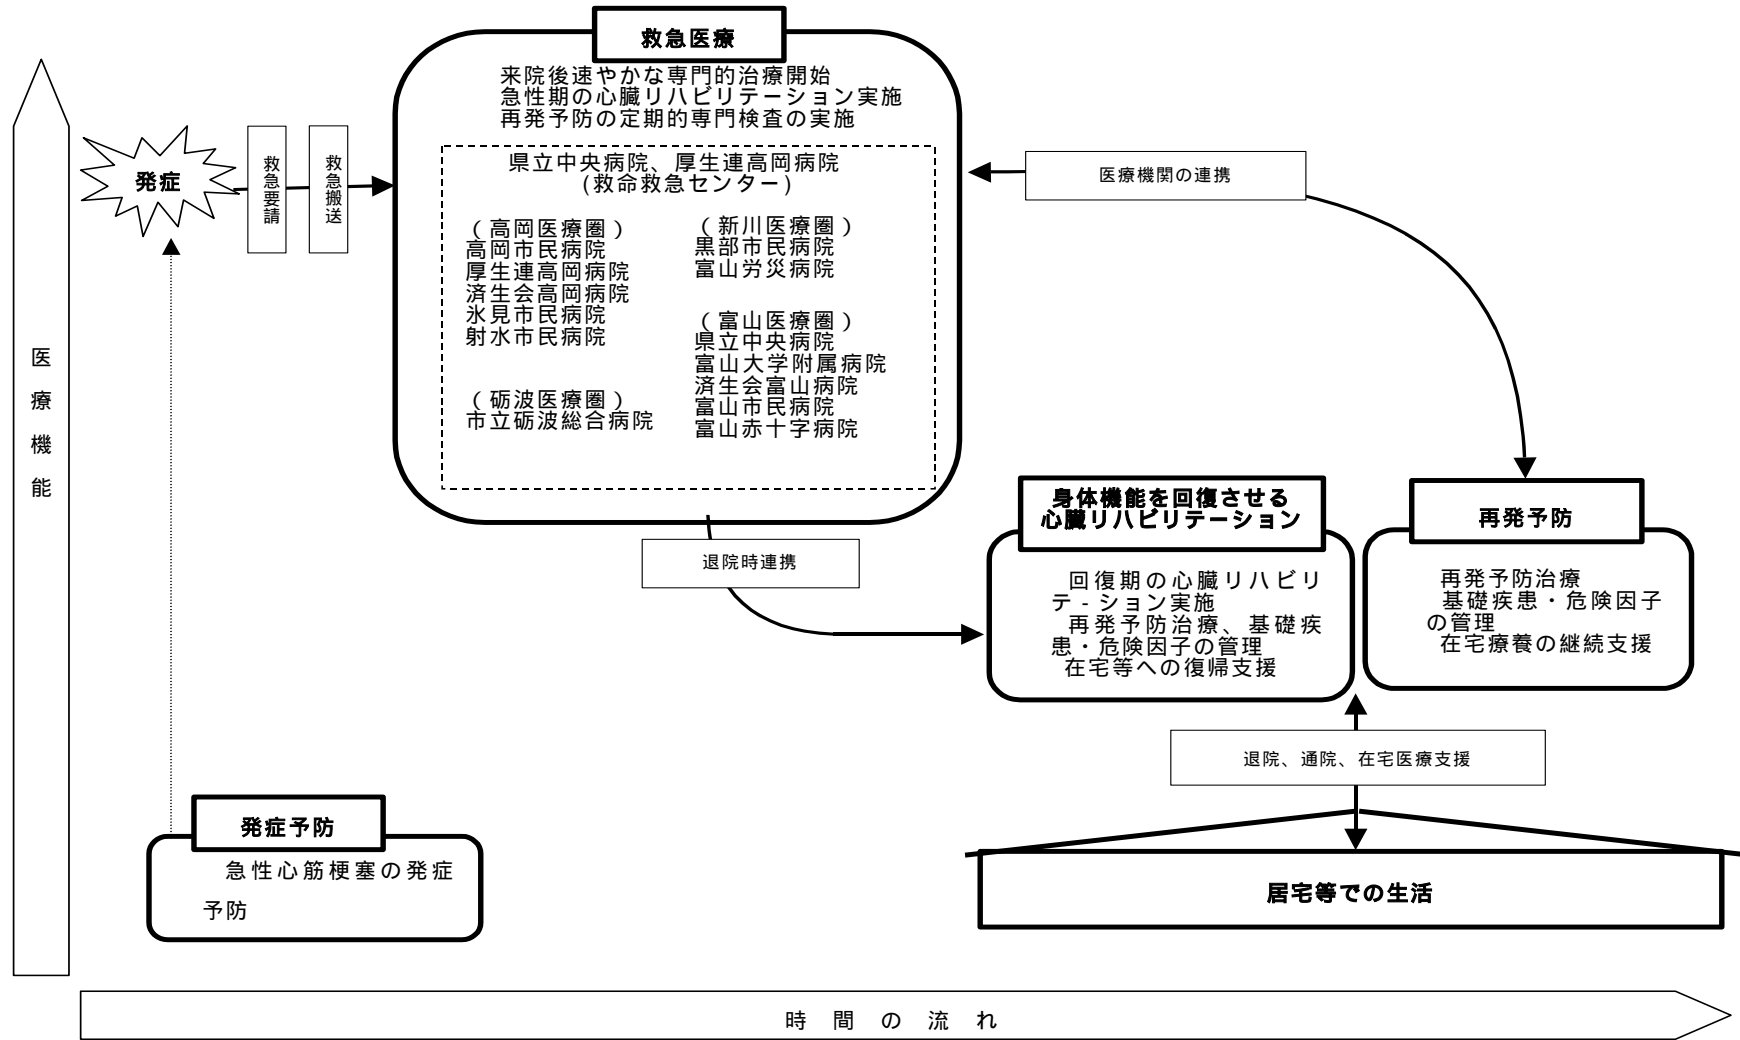 救急医療
来院後速やかな専門的治療開始
急性期の心臓リハビリテーション実施
再発予防の定期的専門検査の実施
県立中央病院、厚生連高岡病院
(救命救急センター)
(高岡医療圏)
高岡市民病院
厚生連高岡病院
済生会高岡病院
氷見市民病院
射水市民病院
(砺波医療圏)
市立砺波総合病院
(新川医療圏)
黒部市民病院
富山労災病院
(富山医療圏)
県立中央病院
富山大学附属病院
済生会富山病院
富山市民病院
富山赤十字病院
発症
救急要請
救急搬送
医療機関の連携
医療機能
退院時連携
身体機能を回復させる
心臓リハビリテーション
回復期の心臓リハビリ
テ-ション実施
再発予防治療、基礎疾
患・危険因子の管理
在宅等への復帰支援
再発予防
再発予防治療
基礎疾患・危険因子
の管理
在宅療養の継続支援
退院、通院、在宅医療支援
発症予防
急性心筋梗塞の発症
予防
居宅等での生活
時間の流れ